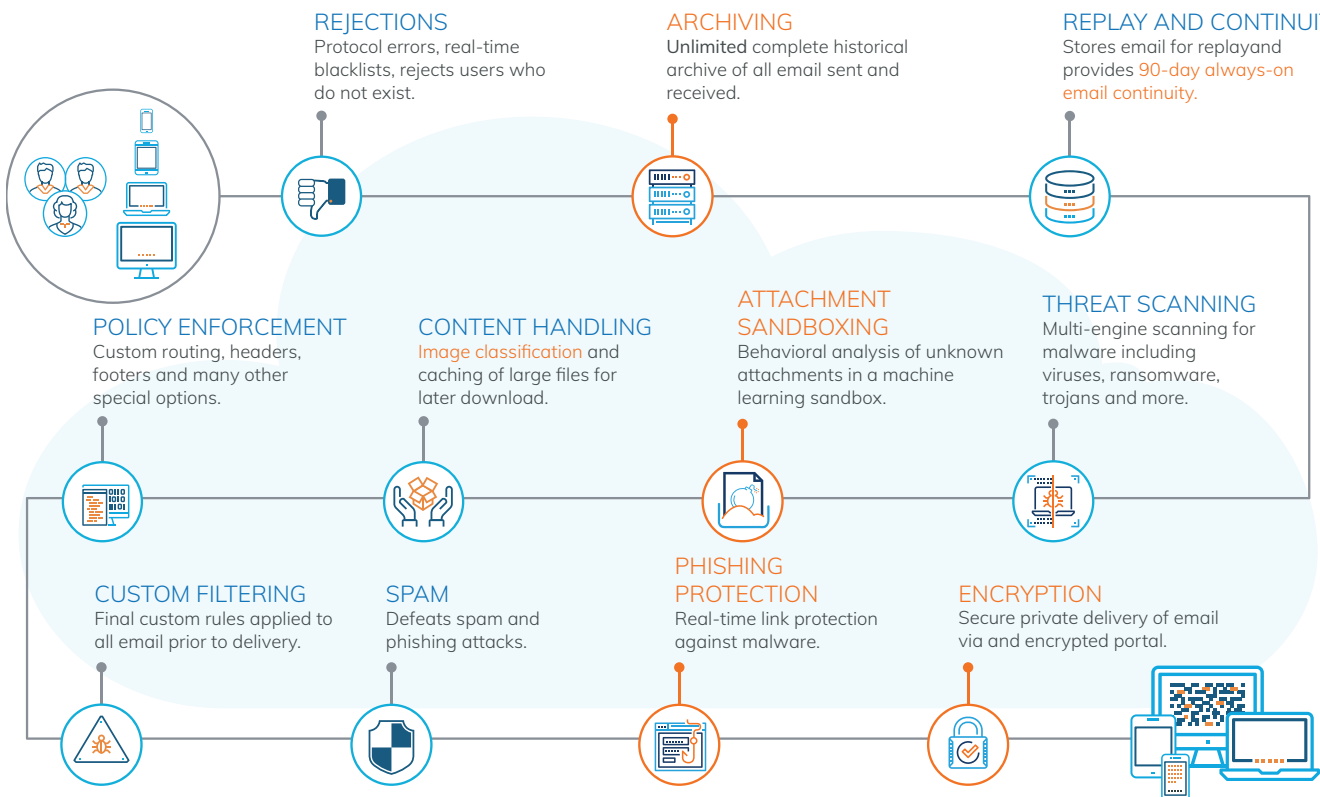 REJECTIONS
Protocol errors, real-time
blacklists, rejects users who
do not exist.
ARCHIVING
Unlimited complete historical
archive of all email sent and
received.
REPLAY AND CONTINUI
Stores email for replayand
provides 90-day always-on
email continuity.
POLICY ENFORCEMENT
Custom routing, headers,
footers and many other
special options.
CONTENT HANDLING
Image classification and
caching of large files for
later download.
ATTACHMENT
SANDBOXING
Behavioral analysis of unknown
attachments in a machine
learning sandbox.
THREAT SCANNING
Multi-engine scanning for
malware including
viruses, ransomware,
trojans and more.
0110
101
0101
CUSTOM FILTERING
Final custom rules applied to
all email prior to delivery.
SPAM
Defeats spam and
phishing attacks.
PHISHING
PROTECTION
Real-time link protection
against malware.
ENCRYPTION
Secure private delivery of email
via and encrypted portal.